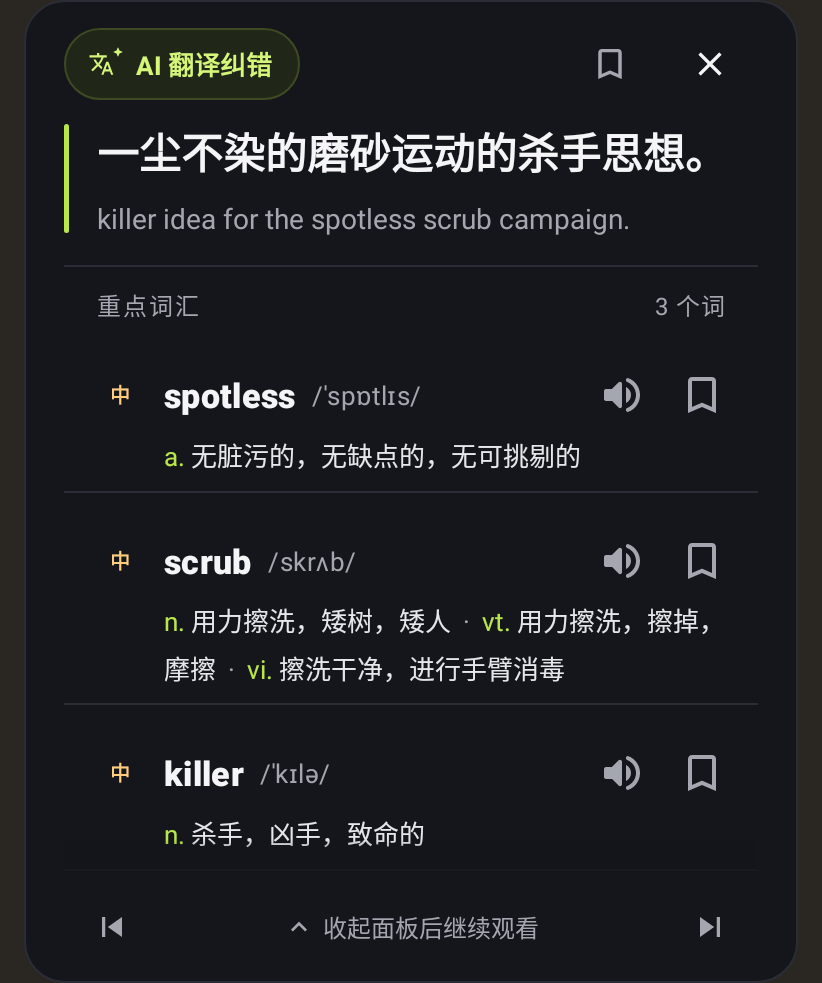 AI 翻译纠错
一尘不染的磨砂运动的杀手思想。
killer idea for the spotless scrub campaign.
重点词汇 3 个词
中 spotless /ˈspɒtlɪs/
a. 无脏污的，无缺点的，无可挑剔的
中 scrub /skrʌb/
n. 用力擦洗，矮树，矮人 · vt. 用力擦洗，擦掉，
摩擦 · vi. 擦洗干净，进行手臂消毒
中 killer /ˈkɪlə/
n. 杀手，凶手，致命的
收起面板后继续观看